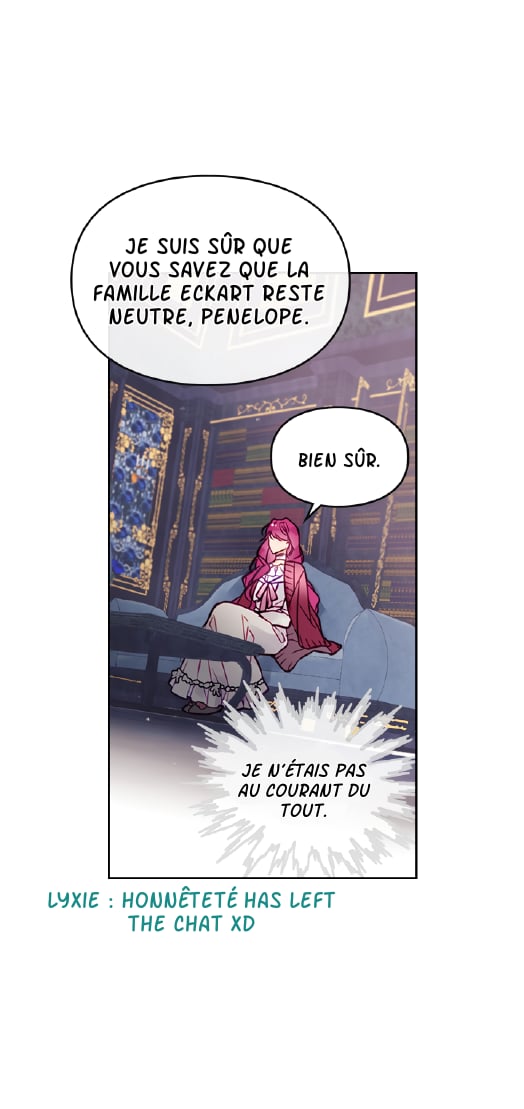 JE SUIS SÛR QUE
VOUS SAVEZ QUE LA
FAMILLE ECKART RESTE
NEUTRE, PENELOPE.
BIEN SÛR.
JE N'ÉTAIS PAS
AU COURANT DU
TOUT.
LYXIE : HONNÊTETÉ HAS LEFT
THE CHAT XD